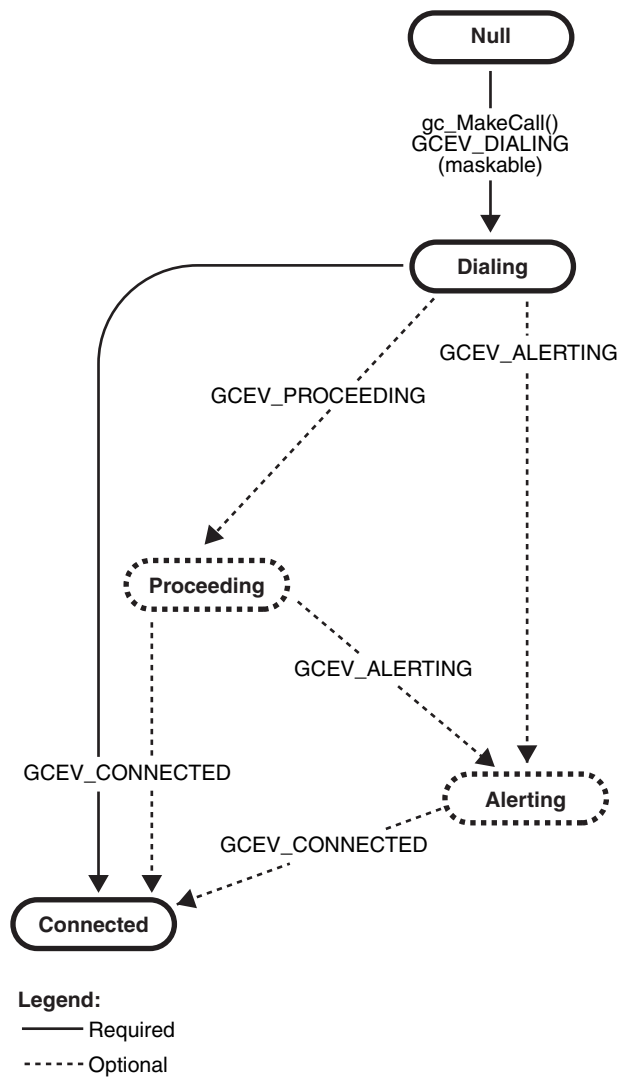 Null
gc_MakeCall()
GCEV_DIALING
(maskable)
Dialing
GCEV_ALERTING
GCEV_PROCEEDING
Proceeding
GCEV_ALERTING
GCEV_CONNECTED
Alerting
GCEV_CONNECTED
Connected
Legend:
Required
Optional